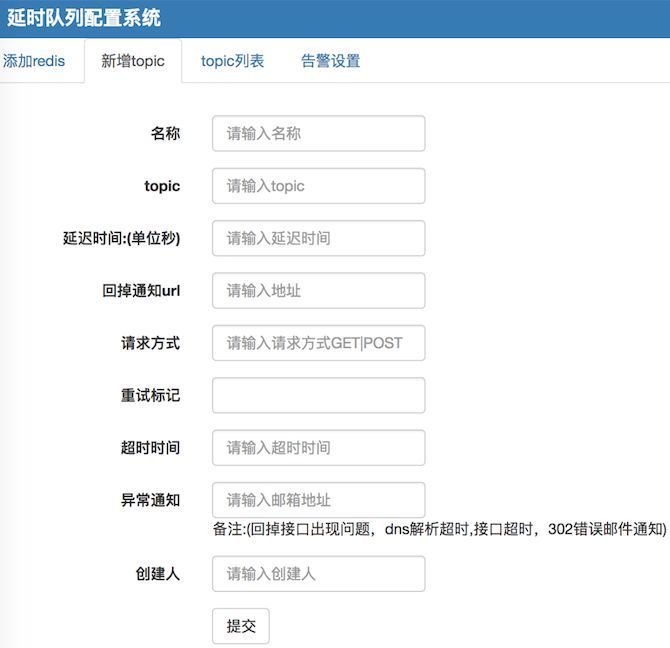 延时队列配置系统
添加redis 新增topic topic列表 告警设置
名称 请输入名称
topic 请输入topic
延迟时间:(单位秒) 请输入延迟时间
回掉通知url 请输入地址
请求方式 请输入请求方式GET|POST
重试标记
超时时间 请输入超时时间
异常通知 请输入邮箱地址
备注:(回掉接口出现问题，dns解析超时,接口超时，302错误邮件通知)
创建人 请输入创建人
提交